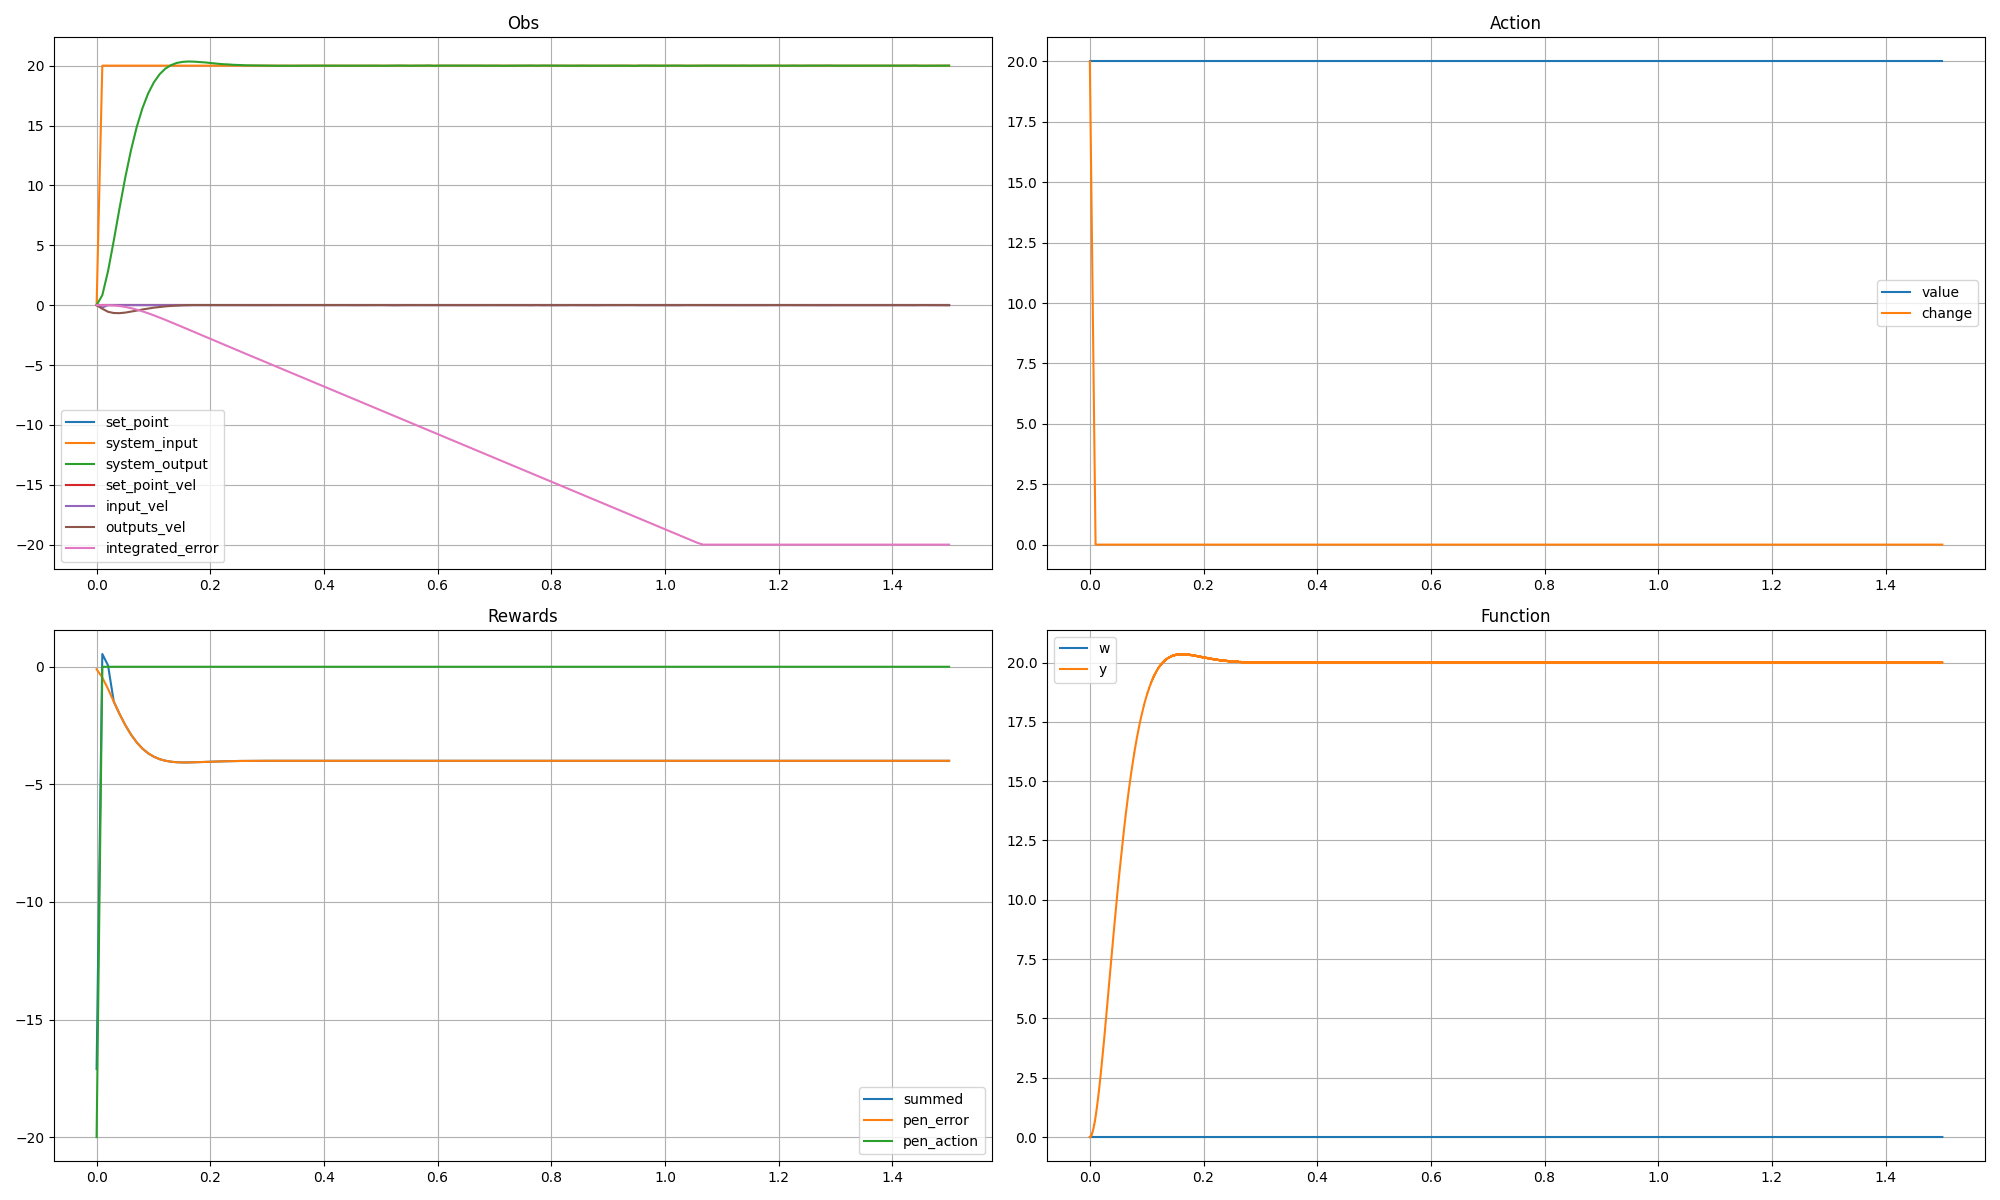 Obs
20
15
10
5
0
−5
−10
−15
−20
set_point
system_input
system_output
set_point_vel
input_vel
outputs_vel
integrated_error
0.0 0.2 0.4 0.6 0.8 1.0 1.2 1.4
Action
20.0
17.5
15.0
12.5
10.0
7.5
5.0
2.5
0.0
value
change
0.0 0.2 0.4 0.6 0.8 1.0 1.2 1.4
Rewards
0
−5
−10
−15
−20
summed
pen_error
pen_action
0.0 0.2 0.4 0.6 0.8 1.0 1.2 1.4
Function
w
y
20.0
17.5
15.0
12.5
10.0
7.5
5.0
2.5
0.0
0.0 0.2 0.4 0.6 0.8 1.0 1.2 1.4